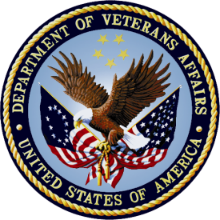 DEPARTMENT OF VETERANS AFFAIRS
UNITED STATES OF AMERICA